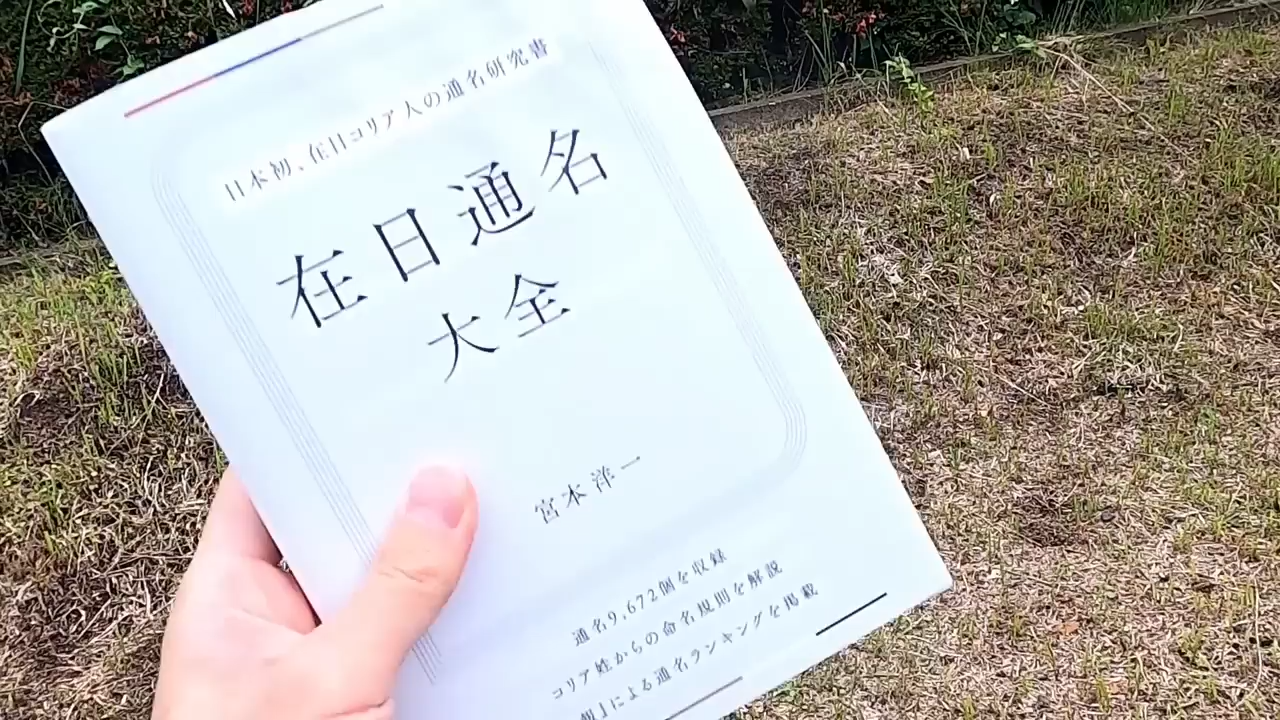 日本初、在日コリア人の通名研究書
在日通名
大全
宮本洋一
通名9,672個を収録
コリア姓からの命名規則を解説
報』による通名ランキングを掲載